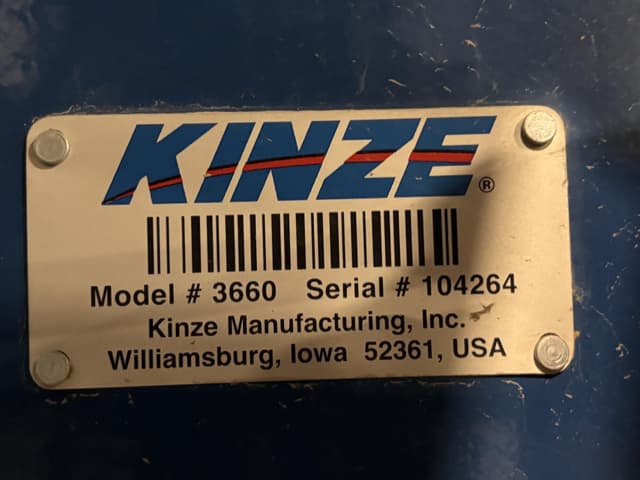 KINZE®
Model # 3660 Serial # 104264
Kinze Manufacturing, Inc.
Williamsburg, Iowa 52361, USA